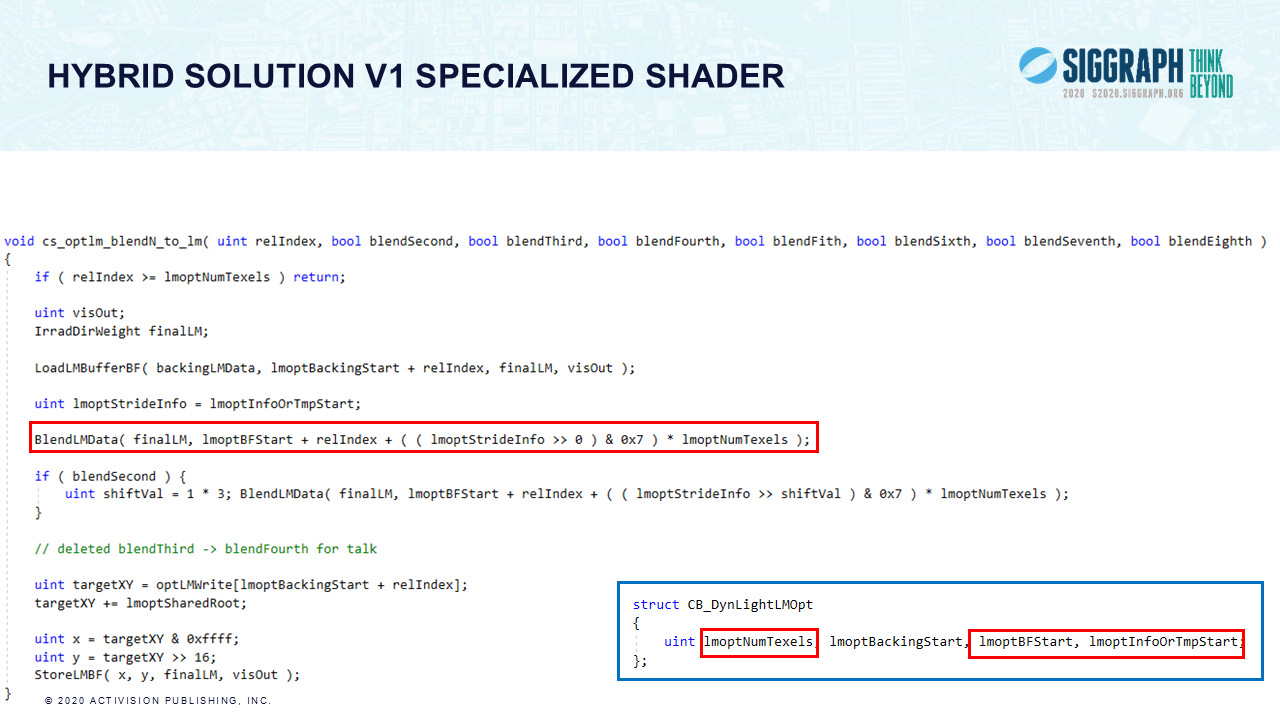 HYBRID SOLUTION V1 SPECIALIZED SHADER
SIGGRAPH THINK BEYOND
2020 S2020.SIGGRAPH.ORG
void cs_optlm_blendN_to_lm( uint relIndex, bool blendSecond, bool blendThird, bool blendFourth, bool blendFith, bool blendSixth, bool blendSeventh, bool blendEighth )
{
if ( relIndex >= lmoptNumTexels ) return;
uint visOut;
IrradDirWeight finalLM;
LoadLMBufferBF( backingLMData, lmoptBackingStart + relIndex, finalLM, visOut );
uint lmoptStrideInfo = lmoptInfoOrTmpStart;
BlendLMData( finalLM, lmoptBFStart + relIndex + ( ( lmoptStrideInfo >> 0 ) & 0x7 ) * lmoptNumTexels );
if ( blendSecond ) {
uint shiftVal = 1 * 3; BlendLMData( finalLM, lmoptBFStart + relIndex + ( ( lmoptStrideInfo >> shiftVal ) & 0x7 ) * lmoptNumTexels );
}
// deleted blendThird -> blendFourth for talk
uint targetXY = optLMWrite[lmoptBackingStart + relIndex];
targetXY += lmoptSharedRoot;
uint x = targetXY & 0xffff;
uint y = targetXY >> 16;
StoreLMBF( x, y, finalLM, visOut );
}
struct CB_DynLightLMOpt
{
uint lmoptNumTexels, lmoptBackingStart, lmoptBFStart, lmoptInfoOrTmpStart;
};
© 2020 ACTIVISION PUBLISHING, INC.